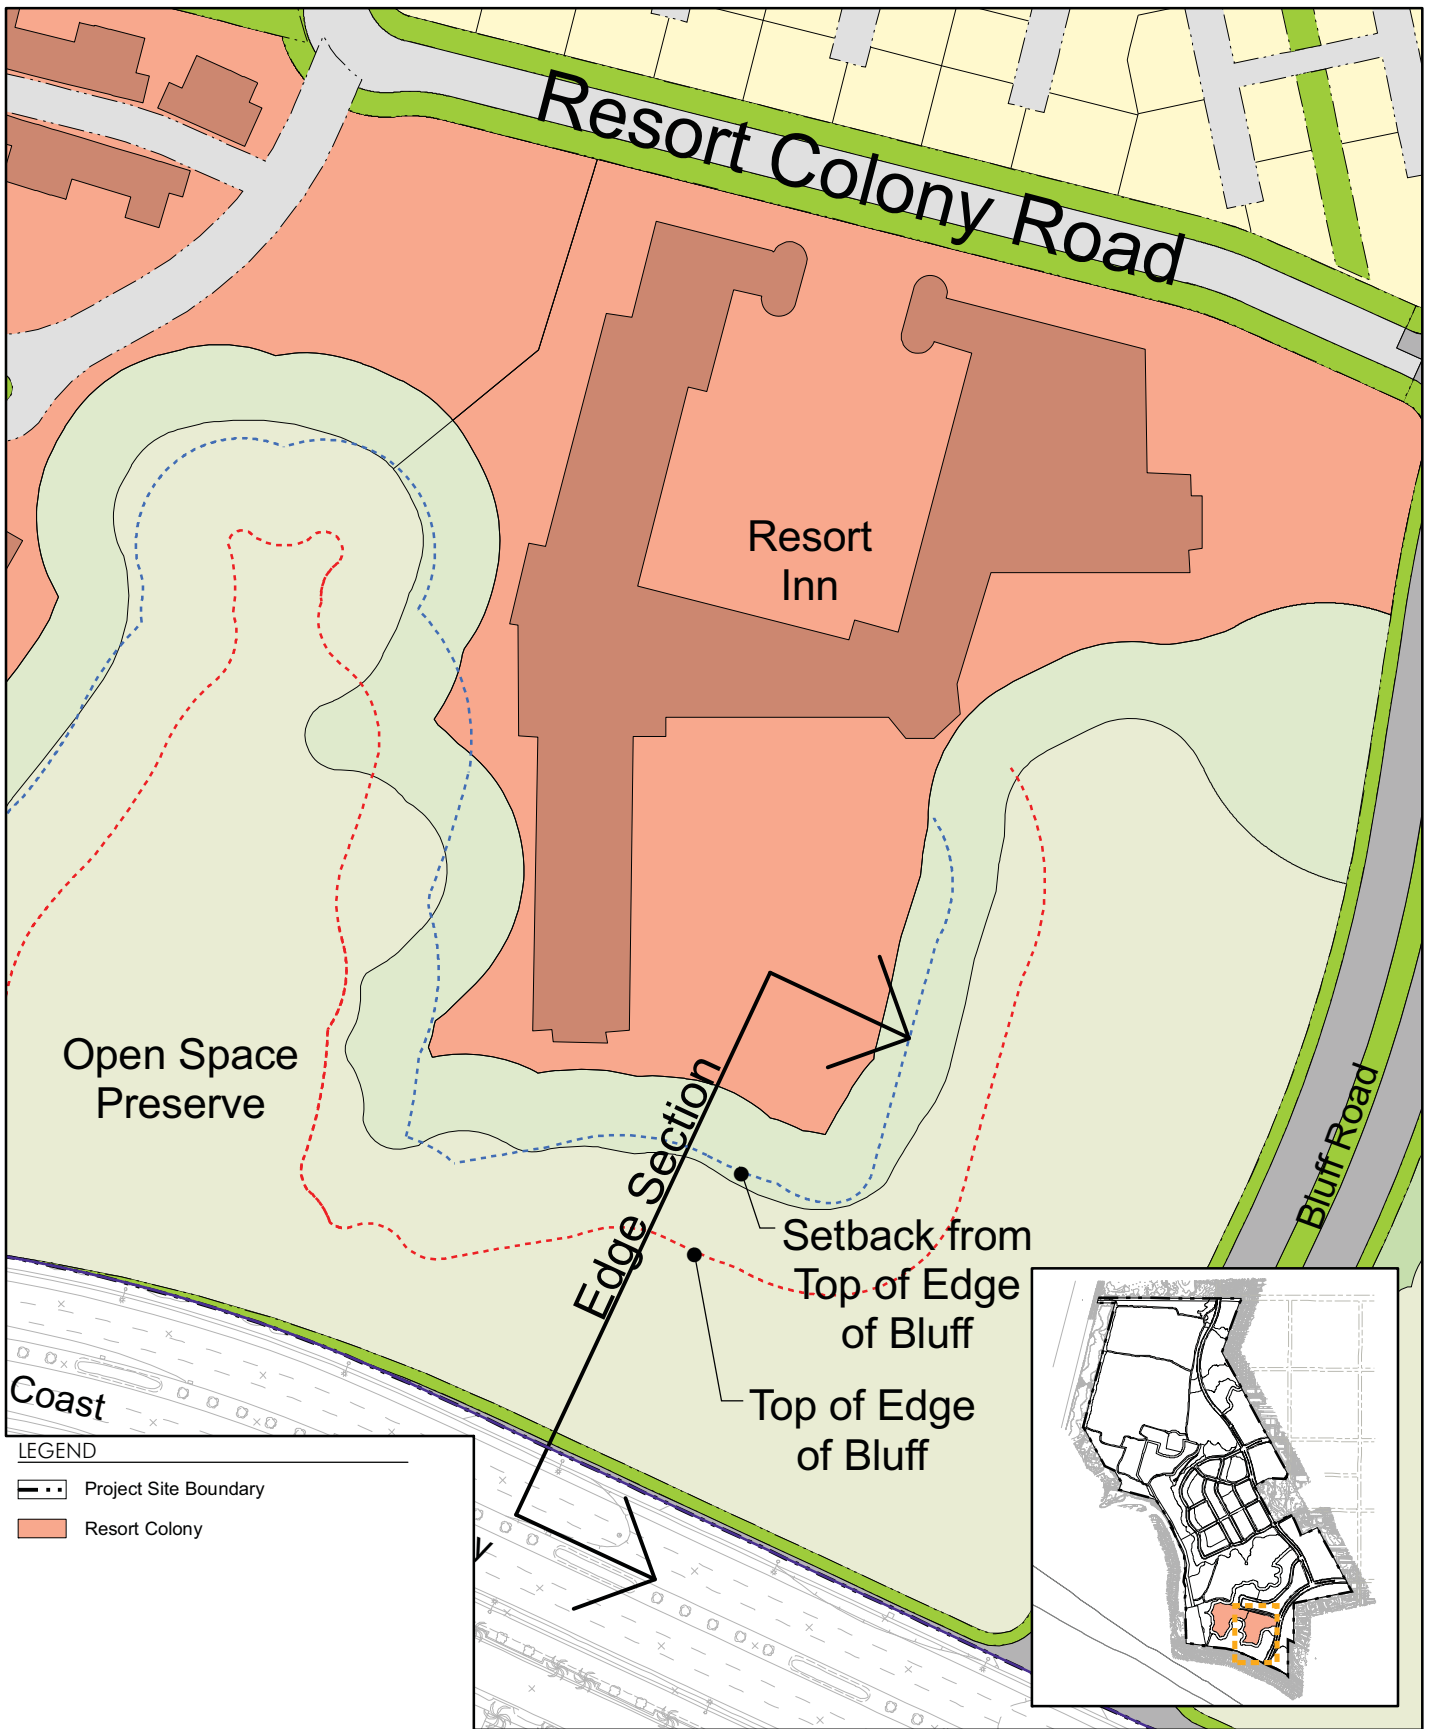 Resort Colony Road
Resort
Inn
Open Space
Preserve
Edge Section
Bluff Road
Setback from
Top of Edge
of Bluff
Top of Edge
of Bluff
Coast
y
LEGEND
Project Site Boundary
Resort Colony